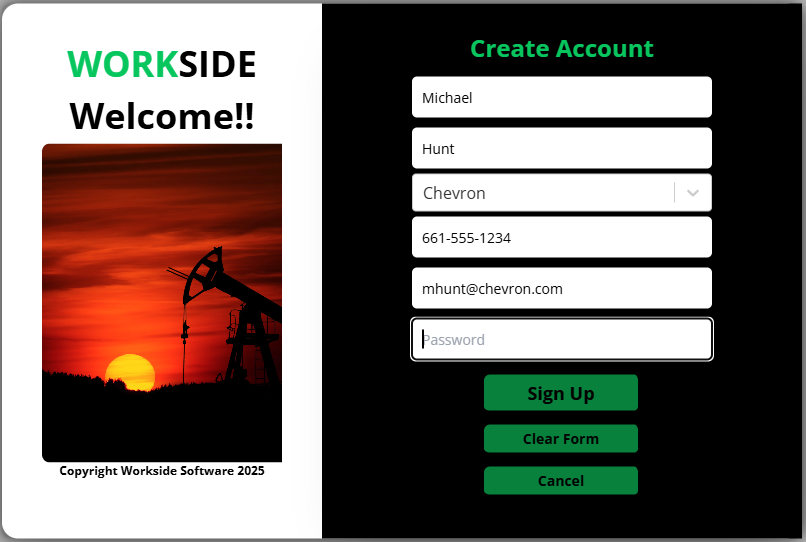 WORKSIDE
Welcome!!
Copyright Workside Software 2025
Create Account
Michael
Hunt
Chevron
661-555-1234
mhunt@chevron.com
Password
Sign Up
Clear Form
Cancel